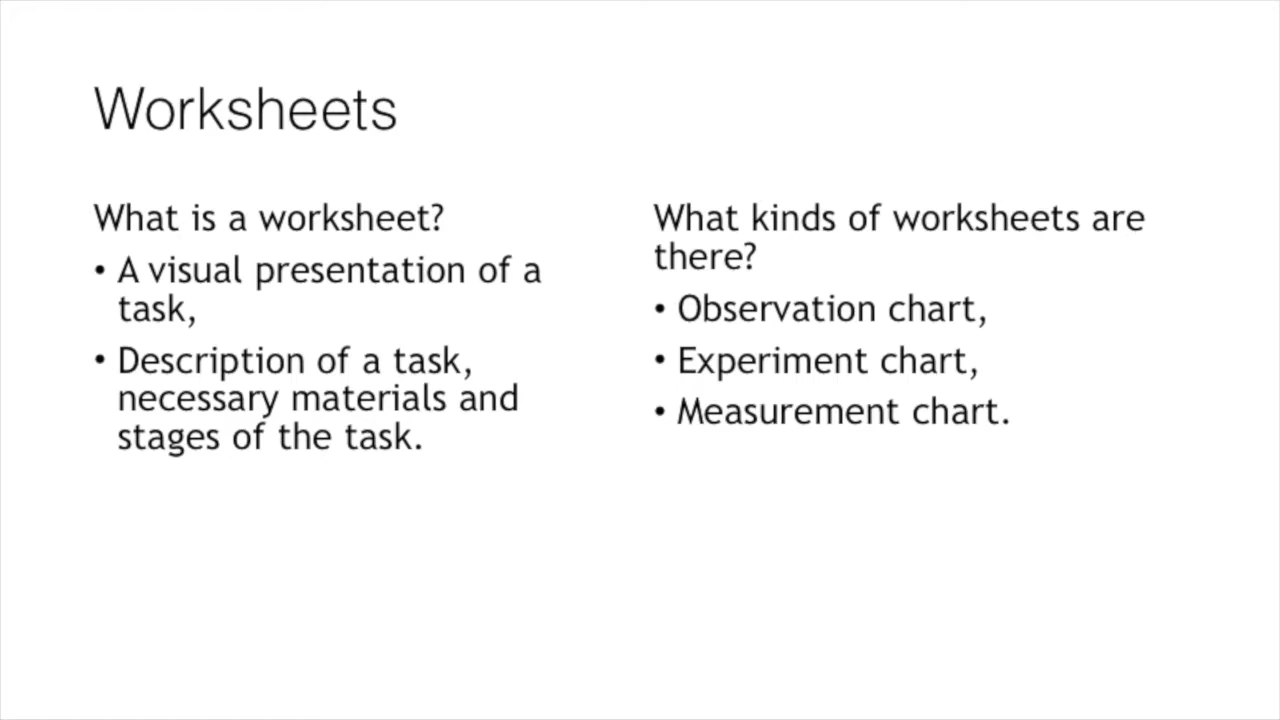 Worksheets
What is a worksheet?
• A visual presentation of a
task,
• Description of a task,
necessary materials and
stages of the task.
What kinds of worksheets are
there?
• Observation chart,
• Experiment chart,
• Measurement chart.